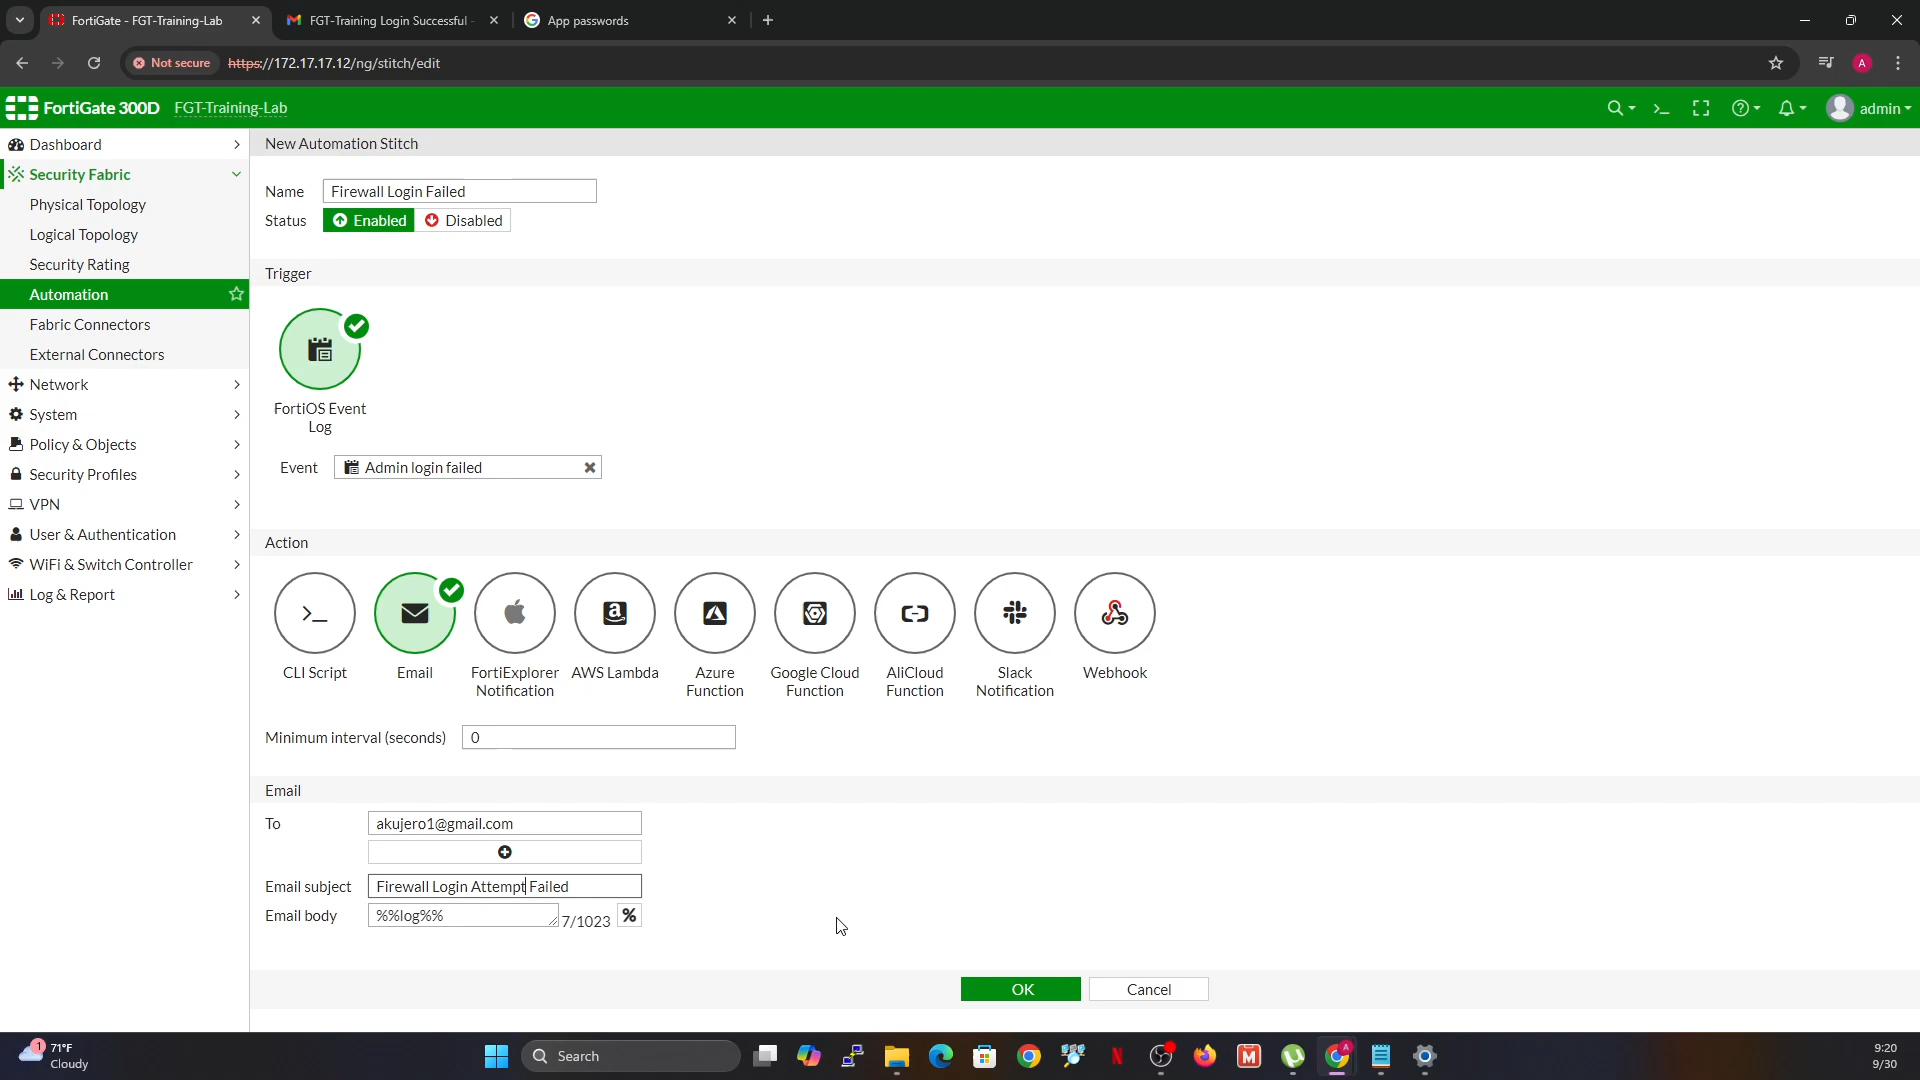 FortiGate - FGT-Training-Lab
FGT-Training Login Successful -
App passwords
Not secure
https://172.17.17.12/ng/stitch/edit
A
FortiGate 300D
FGT-Training-Lab
admin
Dashboard
Security Fabric
Physical Topology
Logical Topology
Security Rating
Automation
Fabric Connectors
External Connectors
Network
System
Policy & Objects
Security Profiles
VPN
User & Authentication
WiFi & Switch Controller
Log & Report
New Automation Stitch
Name Firewall Login Failed
Status Enabled Disabled
Trigger
FortiOS Event
Log
Event Admin login failed
Action
CLI Script
Email
FortiExplorer
Notification
AWS Lambda
Azure
Function
Google Cloud
Function
AliCloud
Function
Slack
Notification
Webhook
Minimum interval (seconds) 0
Email
To akujero1@gmail.com
Email subject Firewall Login Attempt Failed
Email body %%log%% 7/1023 %
OK Cancel
1
71°F
Cloudy
Search
9:20
9/30